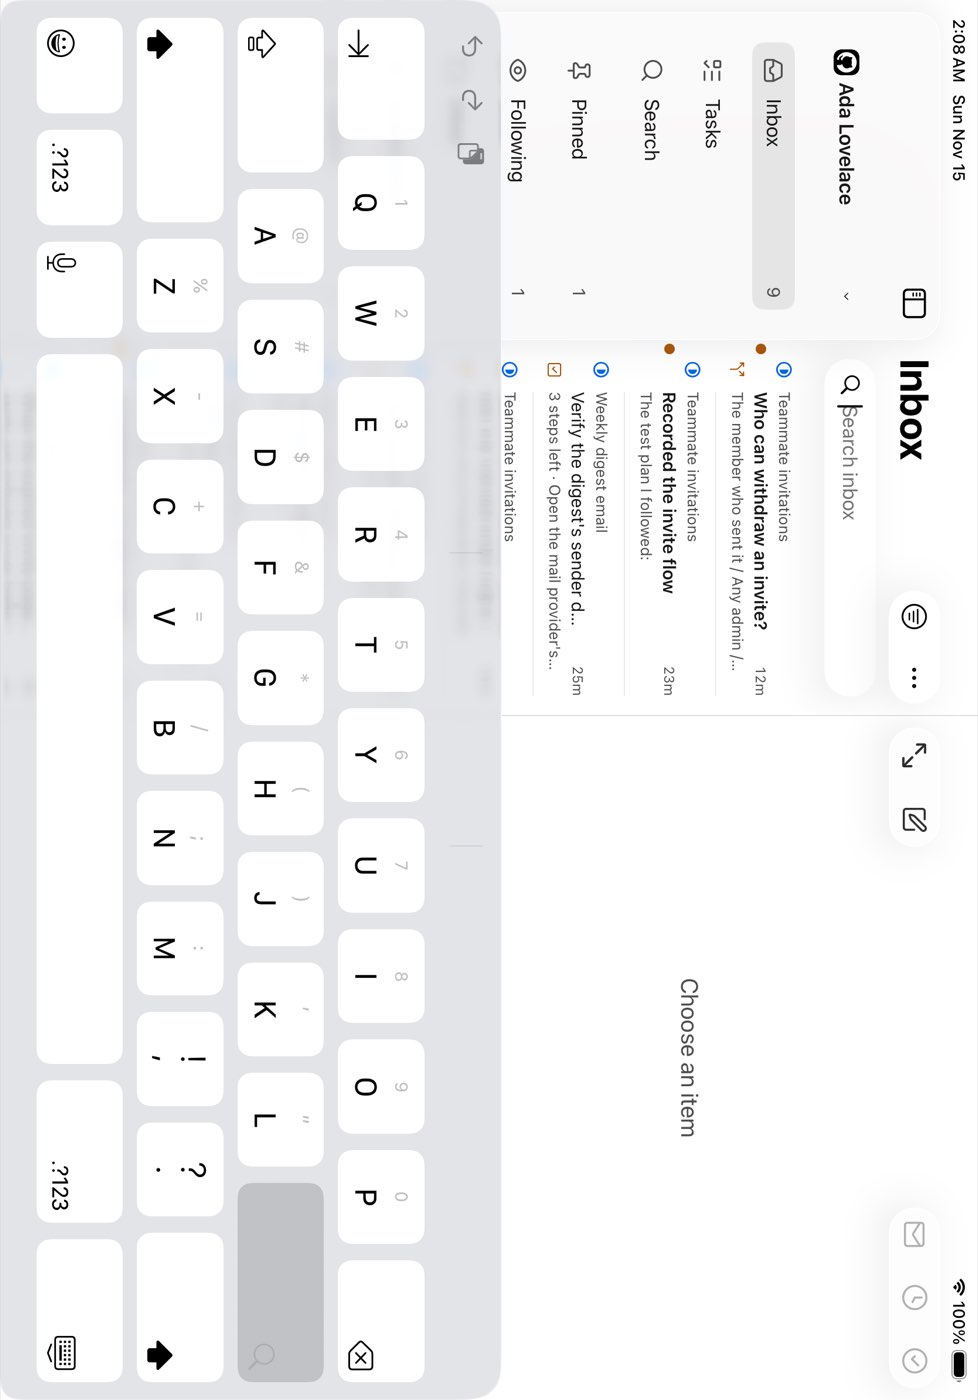 2:08 AM Sun Nov 15
100%
Ada Lovelace
Inbox 9
Tasks
Search
Pinned 1
Following 1
Inbox
Search inbox
Teammate invitations
Who can withdraw an invite? 12m
The member who sent it / Any admin /...
Teammate invitations
Recorded the invite flow 23m
The test plan I followed:
Weekly digest email
Verify the digest's sender d... 25m
3 steps left · Open the mail provider's...
Teammate invitations
Choose an item
1 2 3 4 5 6 7 8 9 0
Q W E R T Y U I O P
@ # $ & * ( ) ' "
A S D F G H J K L
% - + = / ; : ! ?
Z X C V B N M , .
.?123 .?123